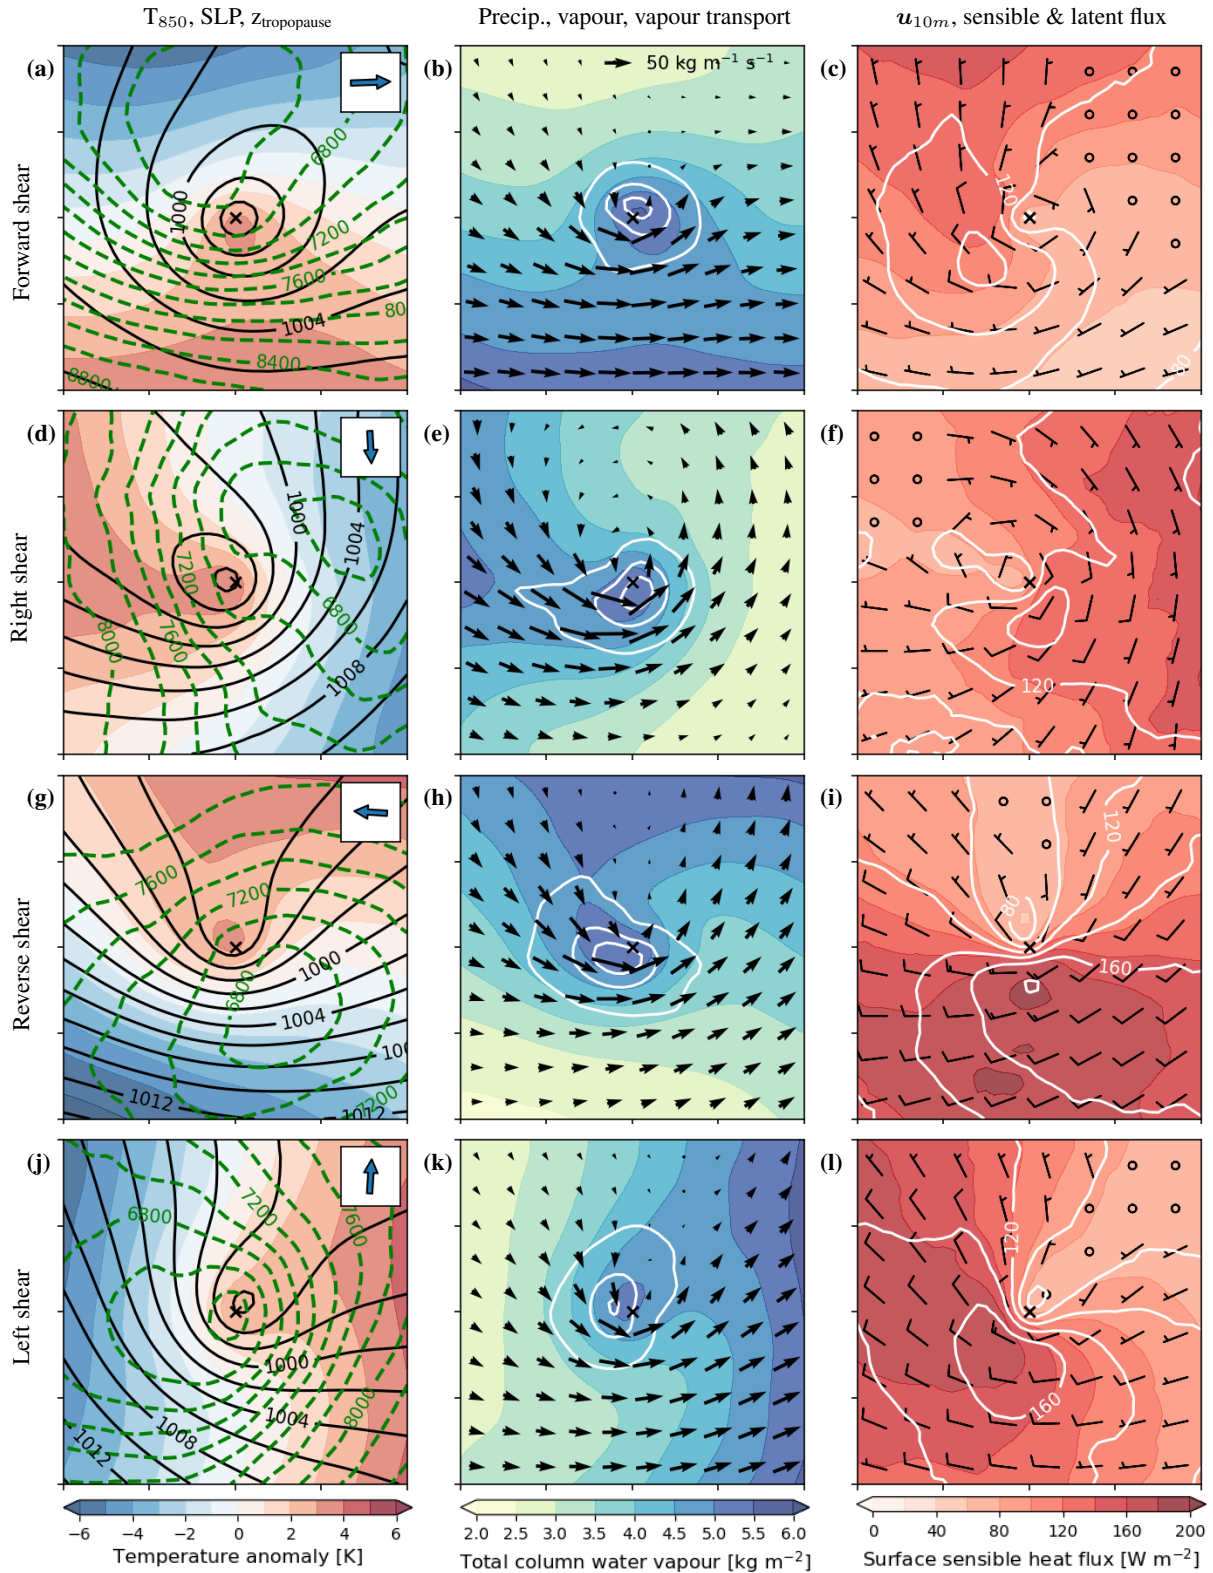 T850, SLP, ztropopause
Precip., vapour, vapour transport
u10m, sensible & latent flux
Forward shear
(a)
1000
1004
6800
7200
7600
80
8400
8800
(b)
50 kg m−1 s−1
(c)
120
80
Right shear
(d)
1000
1004
1008
7200
7600
8000
6800
(e)
(f)
120
Reverse shear
(g)
7600
7200
6800
1000
1004
100
1012
1012
7200
(h)
(i)
120
80
160
Left shear
(j)
6800
7200
7600
8000
1000
1004
1008
1012
(k)
(l)
120
160
−6 −4 −2 0 2 4 6
Temperature anomaly [K]
2.0 2.5 3.0 3.5 4.0 4.5 5.0 5.5 6.0
Total column water vapour [kg m−2]
0 40 80 120 160 200
Surface sensible heat flux [W m−2]